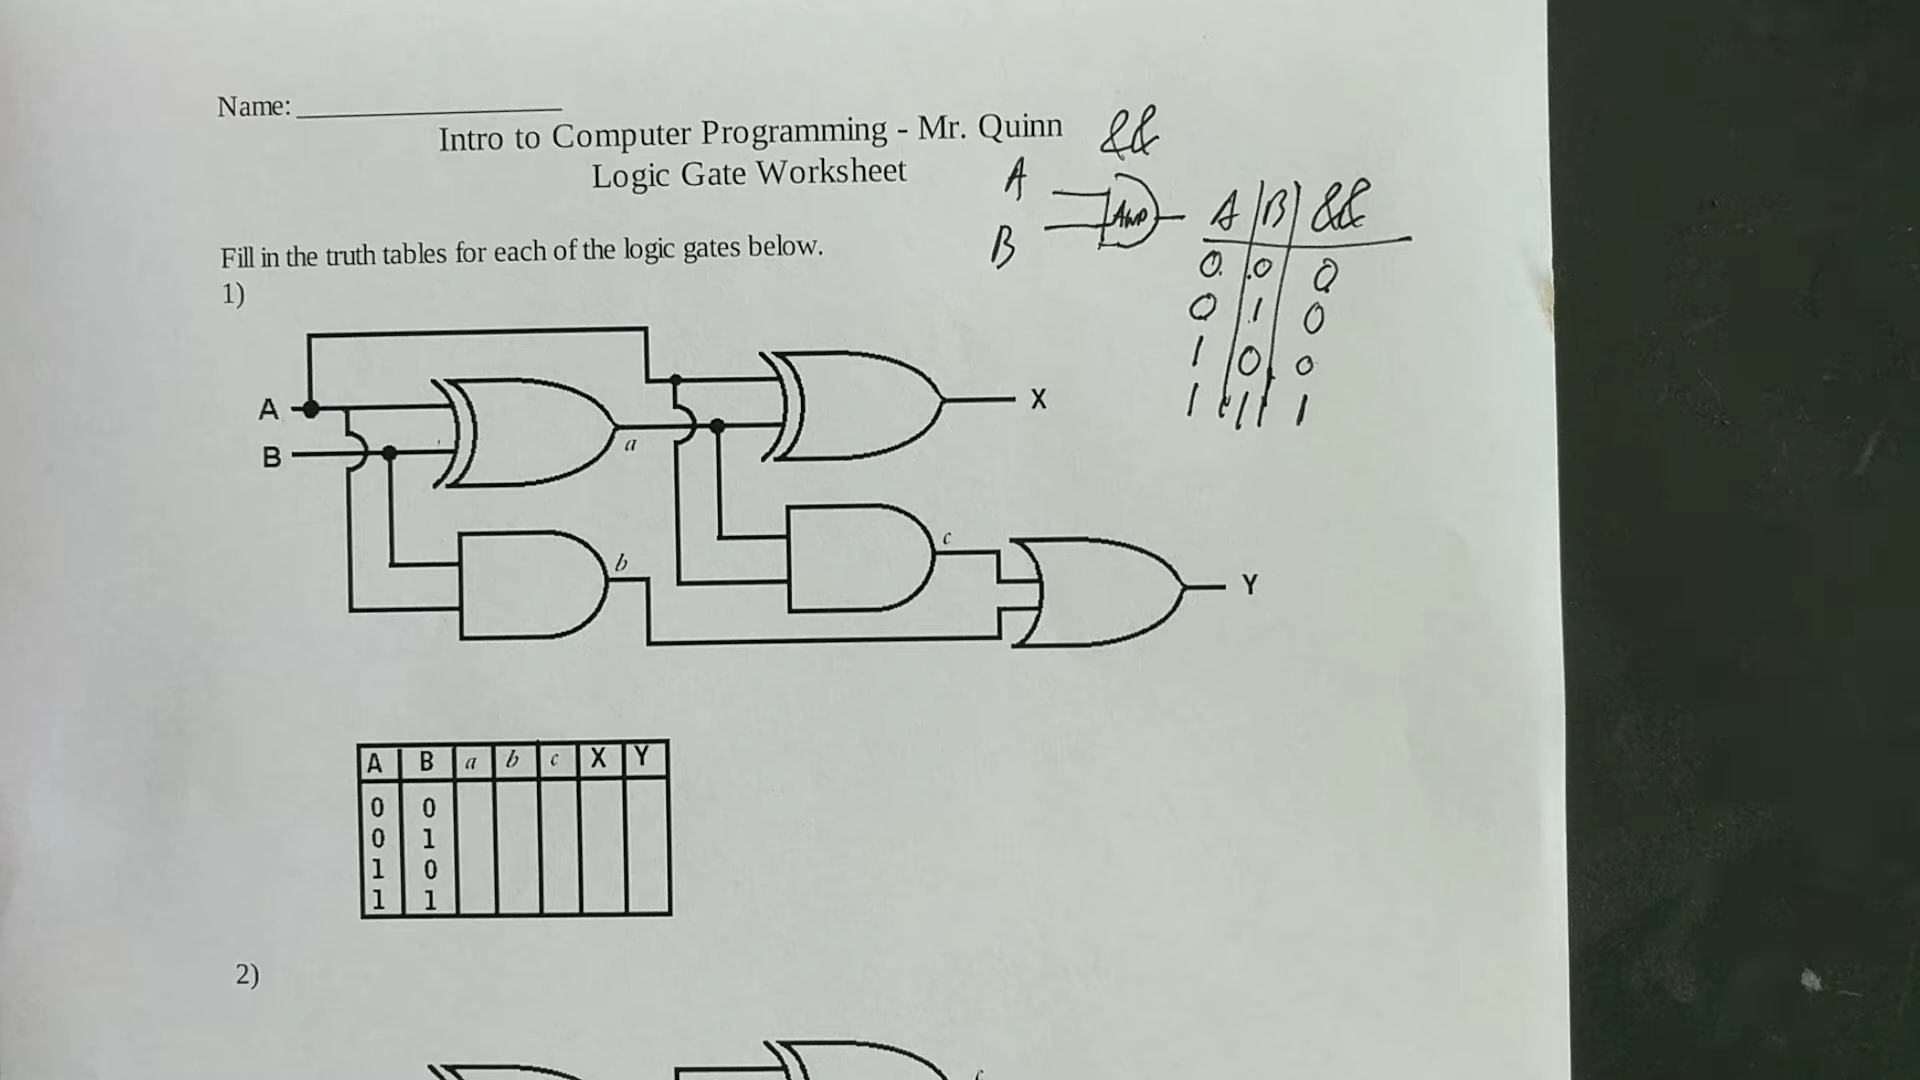 Name:
Intro to Computer Programming - Mr. Quinn
Logic Gate Worksheet
&&
A
B
AND
A B &&
0 0 0
0 1 0
1 0 0
1 1 1
Fill in the truth tables for each of the logic gates below.
1)
A
B
a
X
b
c
Y
A B a b c X Y
0 0
0 1
1 0
1 1
2)